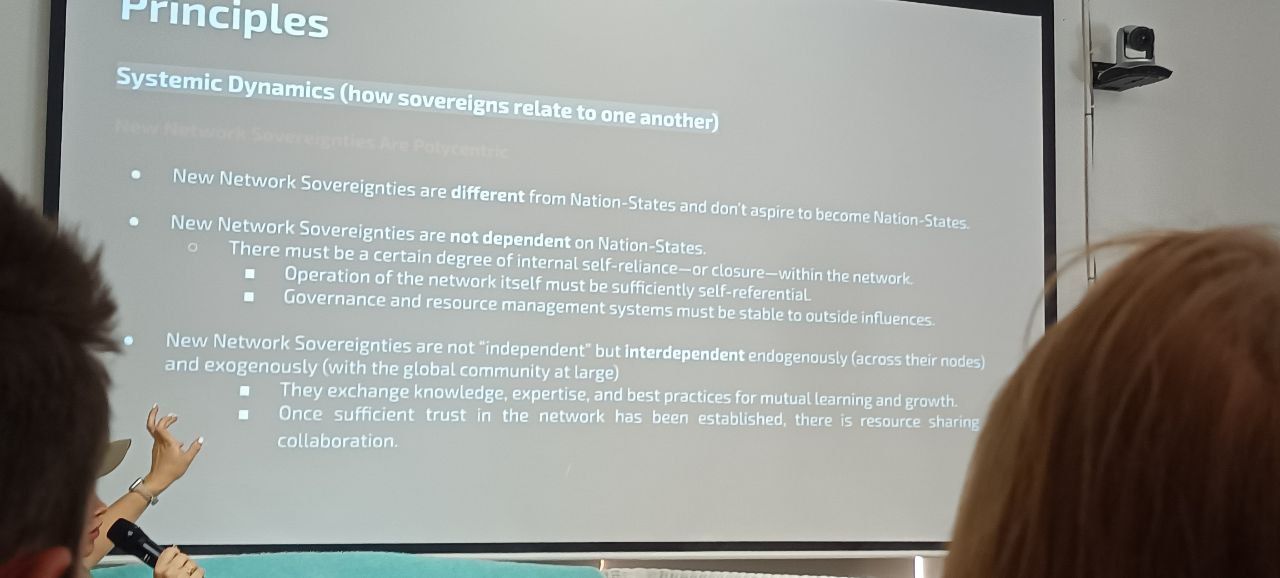 Principles
Systemic Dynamics (how sovereigns relate to one another)
New Network Sovereignties Are Polycentric
• New Network Sovereignties are different from Nation-States and don't aspire to become Nation-States.
• New Network Sovereignties are not dependent on Nation-States.
○ There must be a certain degree of internal self-reliance—or closure—within the network.
■ Operation of the network itself must be sufficiently self-referential.
■ Governance and resource management systems must be stable to outside influences.
• New Network Sovereignties are not "independent" but interdependent endogenously (across their nodes)
and exogenously (with the global community at large)
■ They exchange knowledge, expertise, and best practices for mutual learning and growth.
■ Once sufficient trust in the network has been established, there is resource sharing
collaboration.